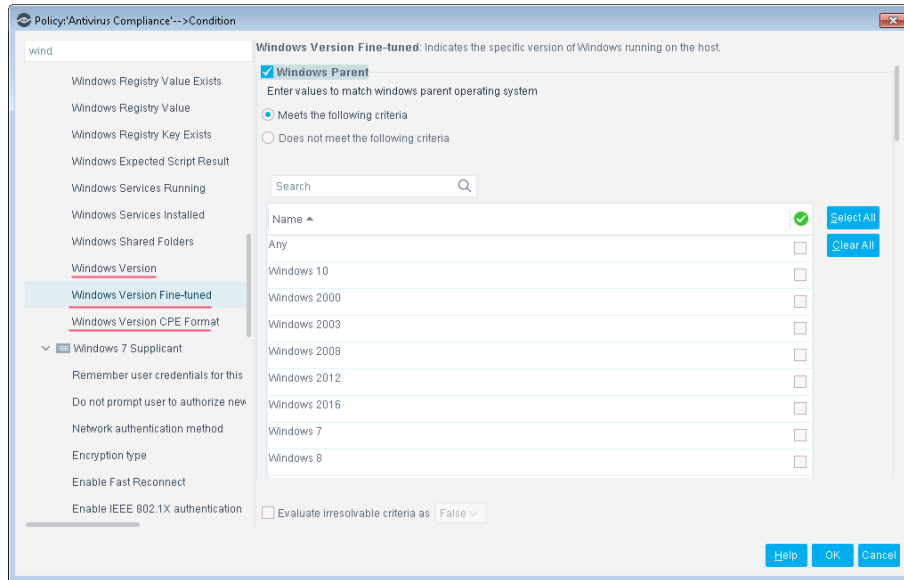 Policy:'Antivirus Compliance'-->Condition
wind
Windows Registry Value Exists
Windows Registry Value
Windows Registry Key Exists
Windows Expected Script Result
Windows Services Running
Windows Services Installed
Windows Shared Folders
Windows Version
Windows Version Fine-tuned
Windows Version CPE Format
Windows 7 Supplicant
Remember user credentials for this
Do not prompt user to authorize new
Network authentication method
Encryption type
Enable Fast Reconnect
Enable IEEE 802.1X authentication
Windows Version Fine-tuned: Indicates the specific version of Windows running on the host.
Windows Parent
Enter values to match windows parent operating system
Meets the following criteria
Does not meet the following criteria
Search
Name
Any
Windows 10
Windows 2000
Windows 2003
Windows 2008
Windows 2012
Windows 2016
Windows 7
Windows 8
Select All
Clear All
Evaluate irresolvable criteria as False
Help OK Cancel